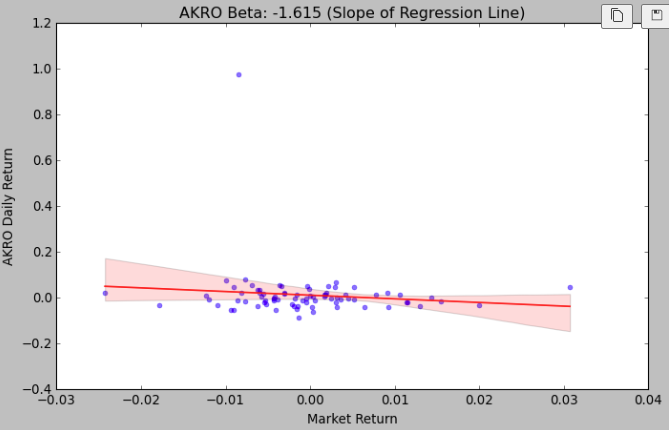 AKRO Beta: -1.615 (Slope of Regression Line)
1.2
1.0
0.8
0.6
0.4
0.2
0.0
−0.2
−0.4
AKRO Daily Return
−0.03 −0.02 −0.01 0.00 0.01 0.02 0.03 0.04
Market Return